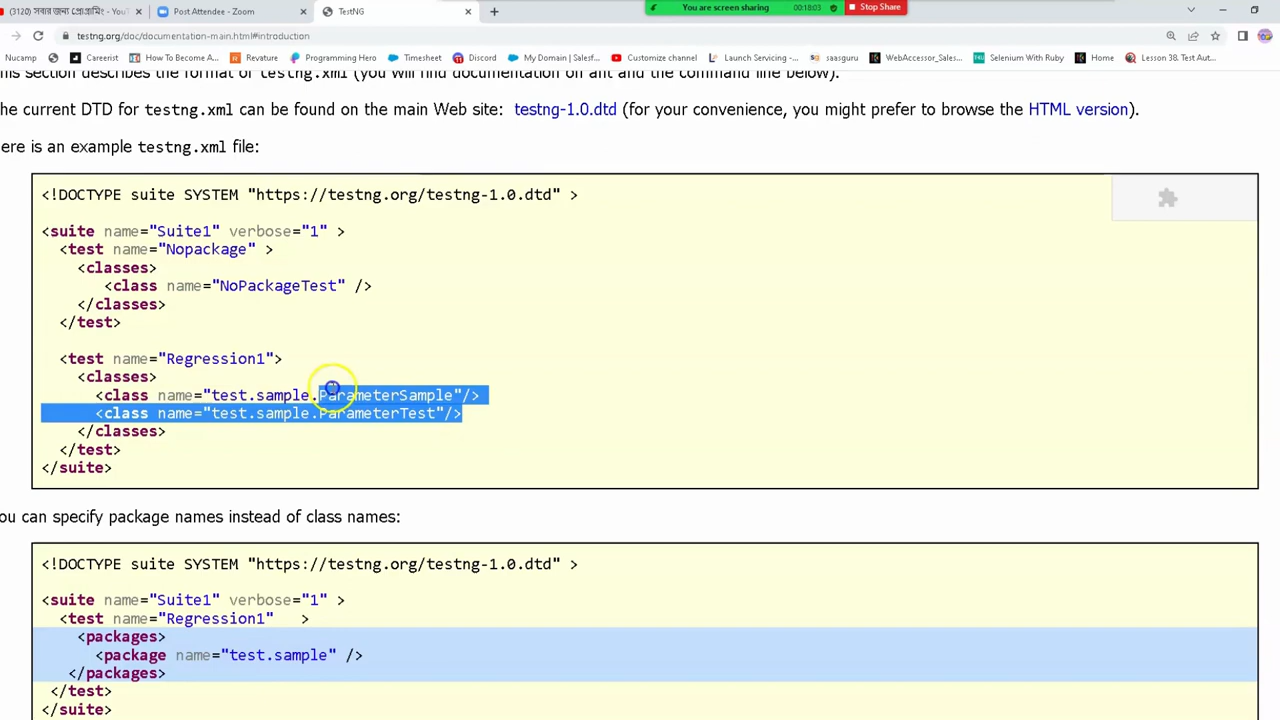 (3120) সবার জন্য প্রোগ্রামিং! - You
Post Attendee - Zoom
TestNG
You are screen sharing
00:18:03
Stop Share
testng.org/doc/documentation-main.html#introduction
Nucamp
Careerist
How To Become A...
Revature
Programming Hero
Timesheet
Discord
My Domain | Salesf...
Customize channel
Launch Servicing -...
saasguru
WebAccessor_Sales...
Selenium With Ruby
Home
Lesson 38. Test Aut...
his section describes the format of testng.xml (you will find documentation on ant and the command line below).
he current DTD for testng.xml can be found on the main Web site: testng-1.0.dtd (for your convenience, you might prefer to browse the HTML version).
ere is an example testng.xml file:
<!DOCTYPE suite SYSTEM "https://testng.org/testng-1.0.dtd" >
<suite name="Suite1" verbose="1" >
<test name="Nopackage" >
<classes>
<class name="NoPackageTest" />
</classes>
</test>
<test name="Regression1">
<classes>
<class name="test.sample.ParameterSample"/>
<class name="test.sample.ParameterTest"/>
</classes>
</test>
</suite>
ou can specify package names instead of class names:
<!DOCTYPE suite SYSTEM "https://testng.org/testng-1.0.dtd" >
<suite name="Suite1" verbose="1" >
<test name="Regression1" >
<packages>
<package name="test.sample" />
</packages>
</test>
</suite>